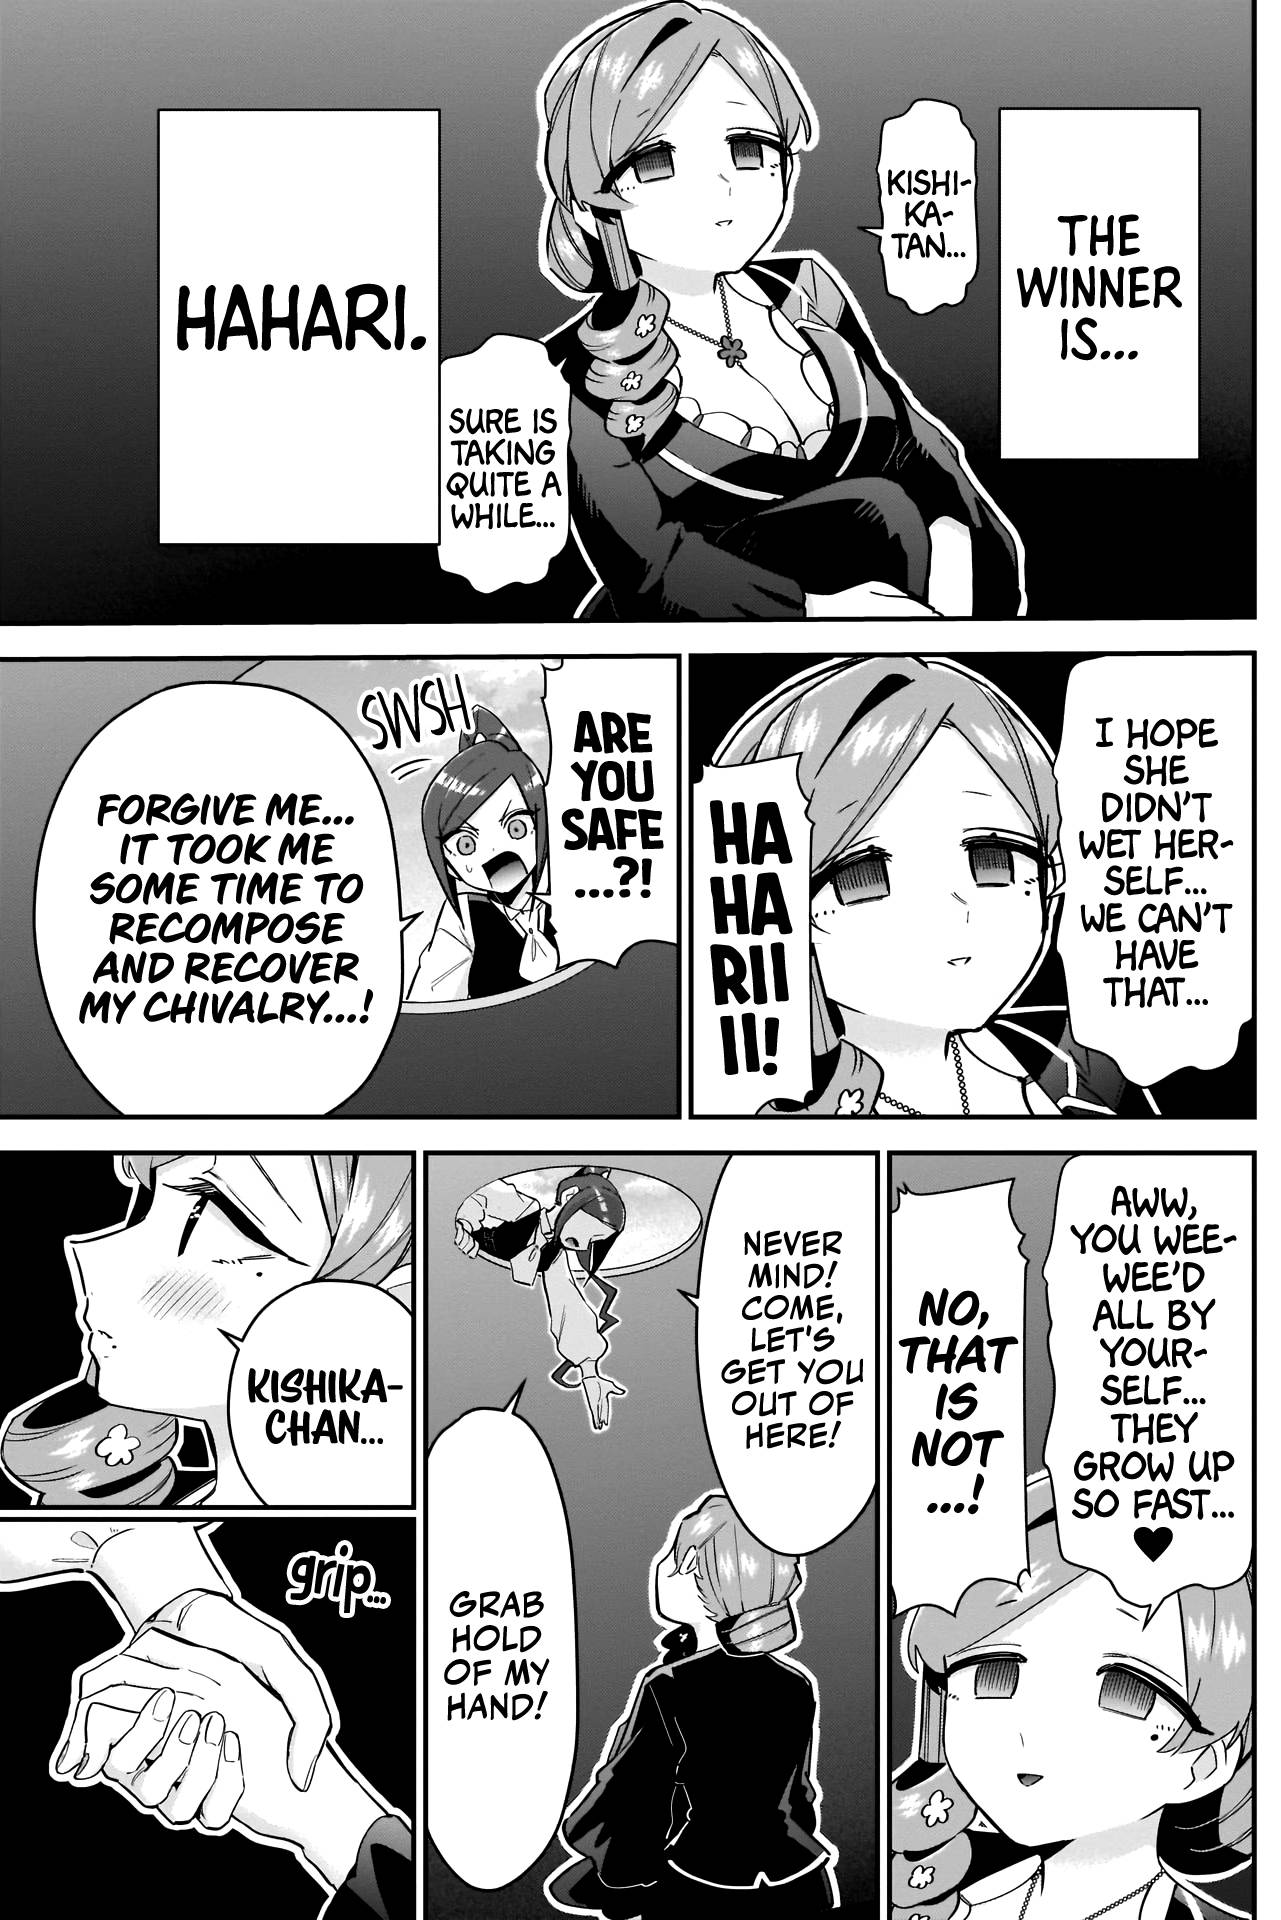 THE
WINNER
IS...
KISHI-
KA-
TAN...
SURE IS
TAKING
QUITE A
WHILE...
HAHARI.
I HOPE
SHE
DIDN'T
WET HER-
SELF...
WE CAN'T
HAVE
THAT...
HA
HA
RII
II!
ARE
YOU
SAFE
...?!
SWSH
FORGIVE ME...
IT TOOK ME
SOME TIME TO
RECOMPOSE
AND RECOVER
MY CHIVALRY...!
AWW,
YOU WEE-
WEE'D
ALL BY
YOUR-
SELF...
THEY
GROW UP
SO FAST...
♥
NO,
THAT
IS
NOT
...!
NEVER
MIND!
COME,
LET'S
GET YOU
OUT OF
HERE!
GRAB
HOLD
OF MY
HAND!
KISHIKA-
CHAN...
grip...